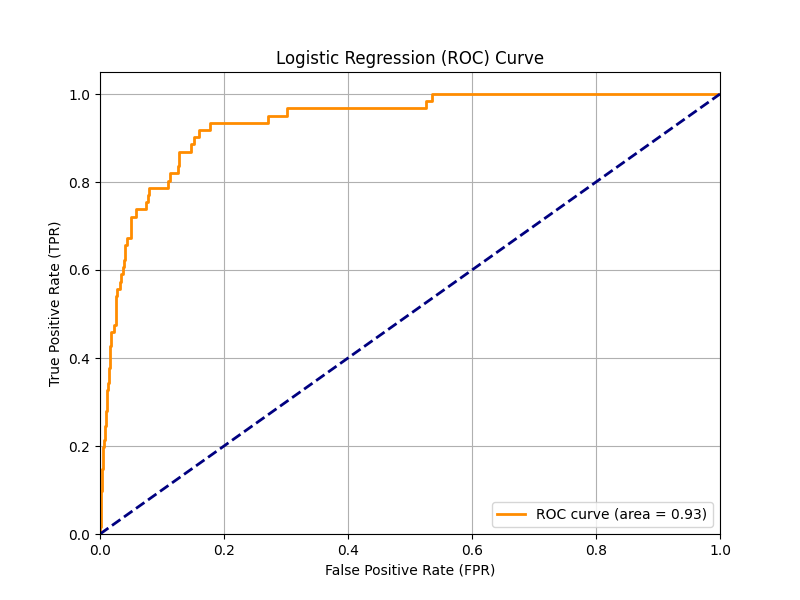 Logistic Regression (ROC) Curve
True Positive Rate (TPR)
1.0
0.8
0.6
0.4
0.2
0.0
0.0 0.2 0.4 0.6 0.8 1.0
False Positive Rate (FPR)
ROC curve (area = 0.93)